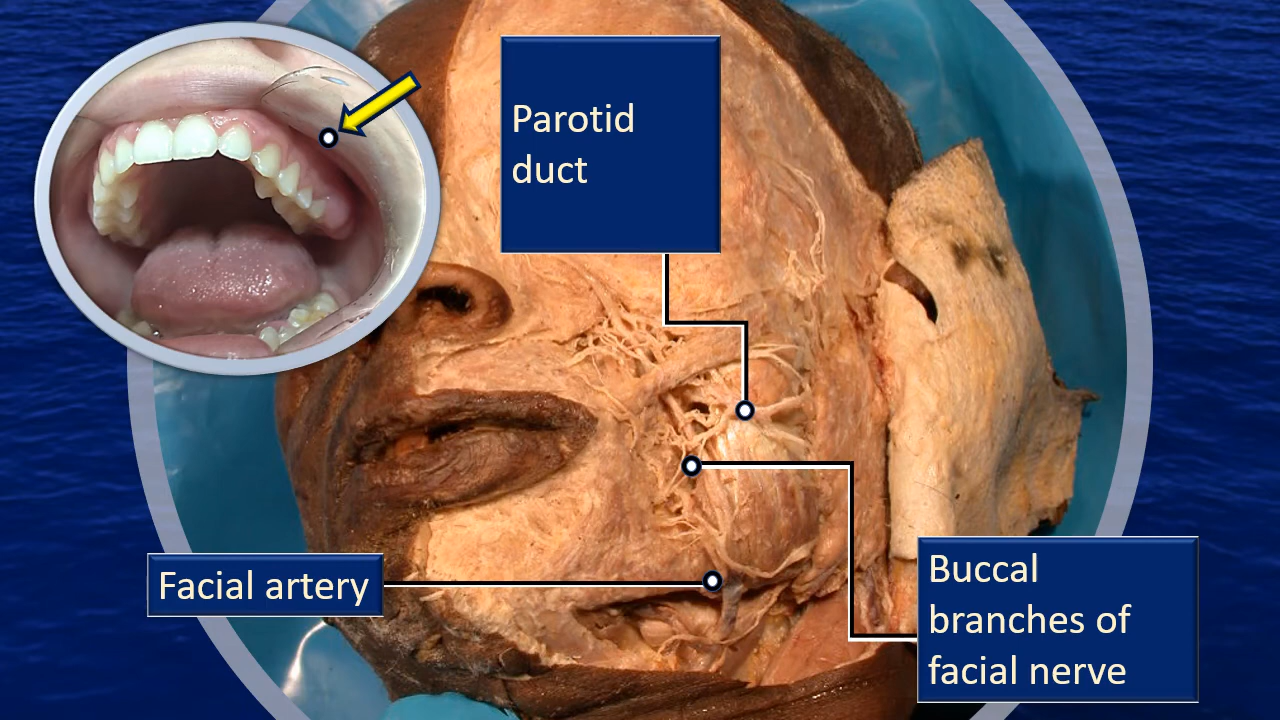 Parotid
duct
Facial artery
Buccal
branches of
facial nerve